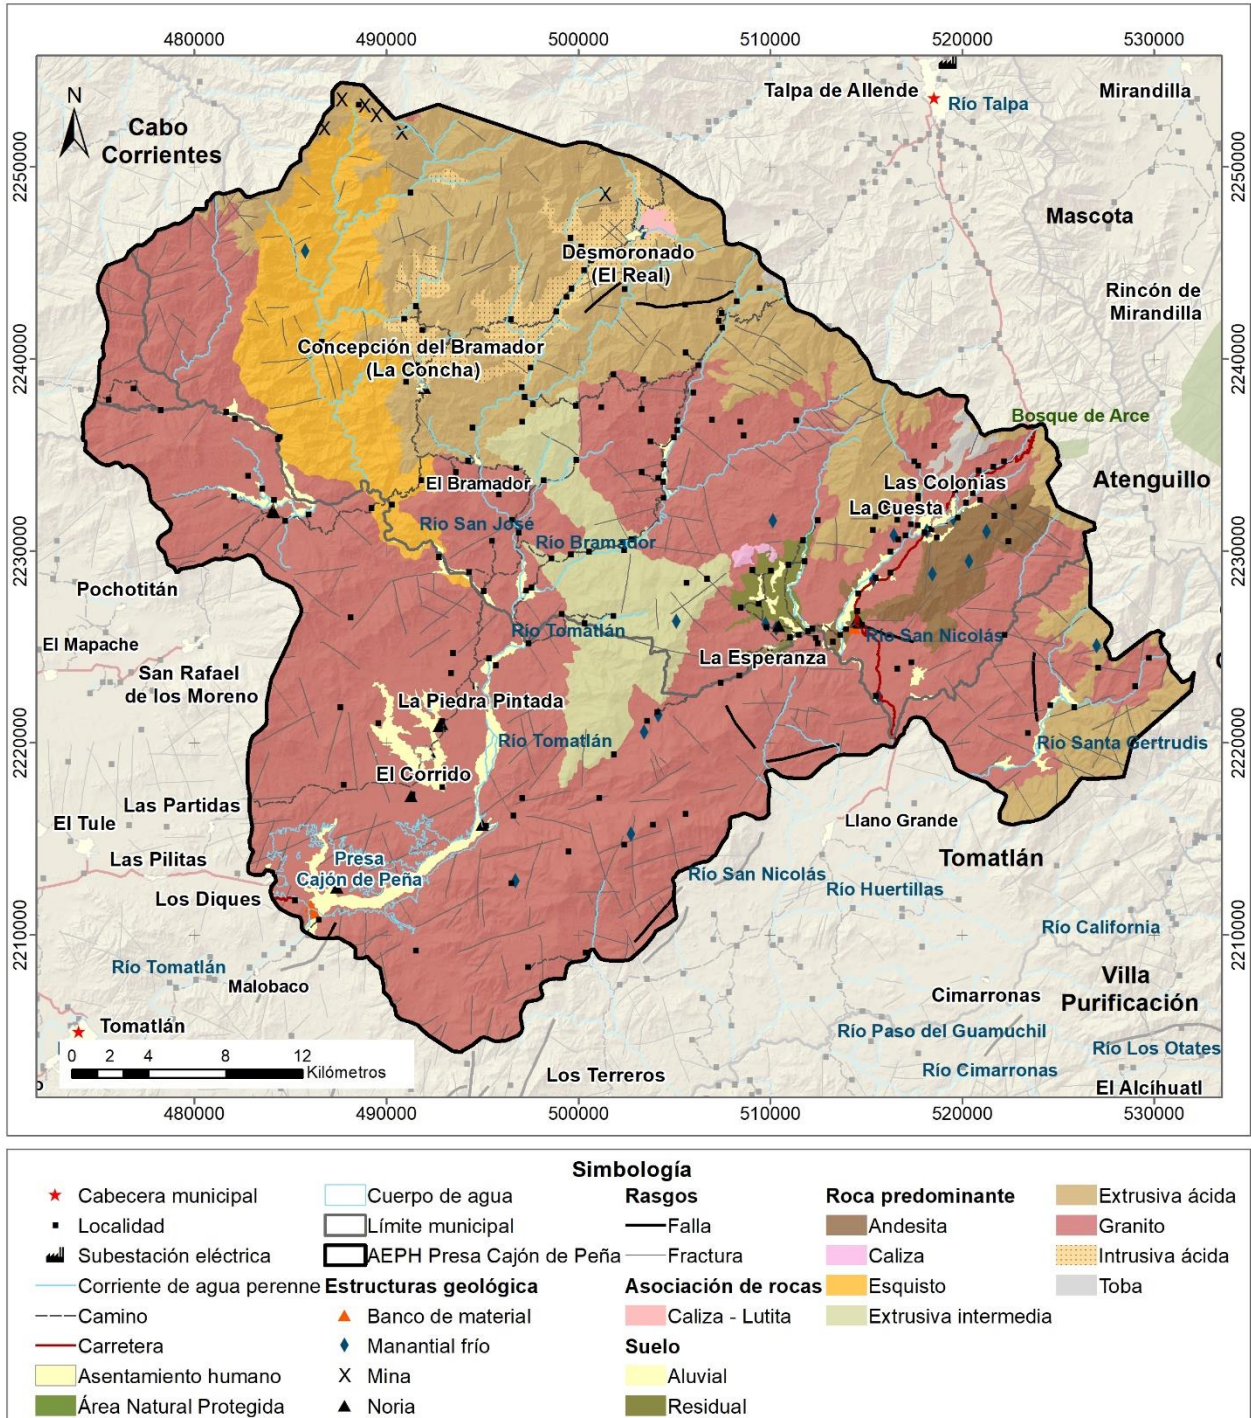 480000
490000
500000
510000
520000
530000
N
Cabo
Corrientes
Talpa de Allende
Río Talpa
Mirandilla
2250000
2250000
Mascota
Desmoronado
(El Real)
Rincón de
Mirandilla
2240000
2240000
Concepción del Bramador
(La Concha)
Bosque de Arce
Atenguillo
El Bramador
Las Colonias
La Cuesta
Río San José
Río Bramador
2230000
2230000
Pochotitán
Río Tomatlán
Río San Nicolás
El Mapache
La Esperanza
San Rafael
de los Moreno
La Piedra Pintada
2220000
2220000
Río Tomatlán
Río Santa Gertrudis
El Corrido
Las Partidas
El Tule
Llano Grande
Las Pilitas
Presa
Cajón de Peña
Tomatlán
Río San Nicolás
Río Huertillas
Los Diques
2210000
2210000
Río California
Río Tomatlán
Malobaco
Villa
Purificación
Cimarronas
Tomatlán
Río Paso del Guamuchil
Río Los Otates
0 2 4 8 12
Kilómetros
Los Terreros
Río Cimarronas
El Alcíhuatl
480000
490000
500000
510000
520000
530000
Simbología
Cabecera municipal
Localidad
Subestación eléctrica
Corriente de agua perenne
Camino
Carretera
Asentamiento humano
Área Natural Protegida
Cuerpo de agua
Límite municipal
AEPH Presa Cajón de Peña
Estructuras geológica
Banco de material
Manantial frío
Mina
Noria
Rasgos
Falla
Fractura
Asociación de rocas
Caliza - Lutita
Suelo
Aluvial
Residual
Roca predominante
Andesita
Caliza
Esquisto
Extrusiva intermedia
Extrusiva ácida
Granito
Intrusiva ácida
Toba